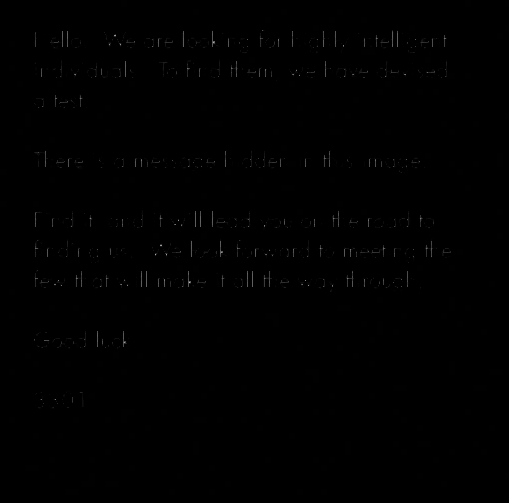 Hello. We are looking for highly intelligent
individuals. To find them, we have devised
a test.
There is a message hidden in this image.
Find it, and it will lead you on the road to
finding us. We look forward to meeting the
few that will make it all the way through.
Good luck.
3301